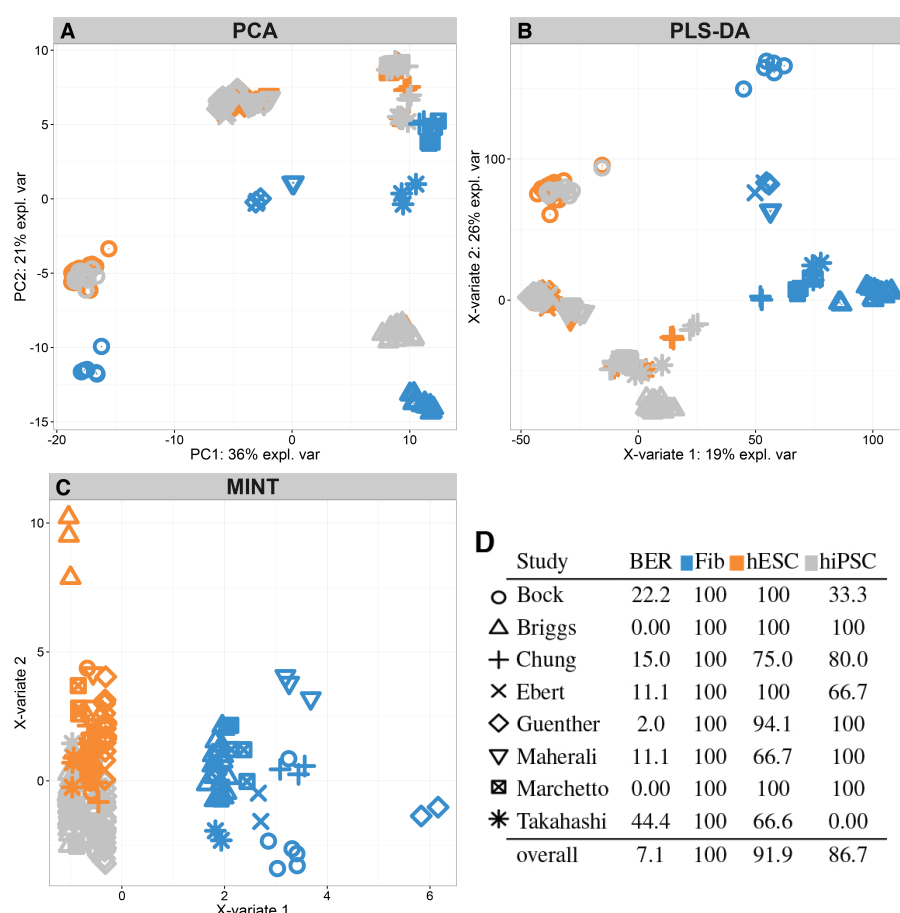 A PCA
10
5
0
-5
-10
-15
-20 -10 0 10
PC1: 36% expl. var
PC2: 21% expl. var
B PLS-DA
100
0
-50 0 50 100
X-variate 1: 19% expl. var
X-variate 2: 26% expl. var
C MINT
10
5
0
0 2 4 6
X-variate 1
X-variate 2
D
Study BER Fib hESC hiPSC
Bock 22.2 100 100 33.3
Briggs 0.00 100 100 100
Chung 15.0 100 75.0 80.0
Ebert 11.1 100 100 66.7
Guenther 2.0 100 94.1 100
Maherali 11.1 100 66.7 100
Marchetto 0.00 100 100 100
Takahashi 44.4 100 66.6 0.00
overall 7.1 100 91.9 86.7